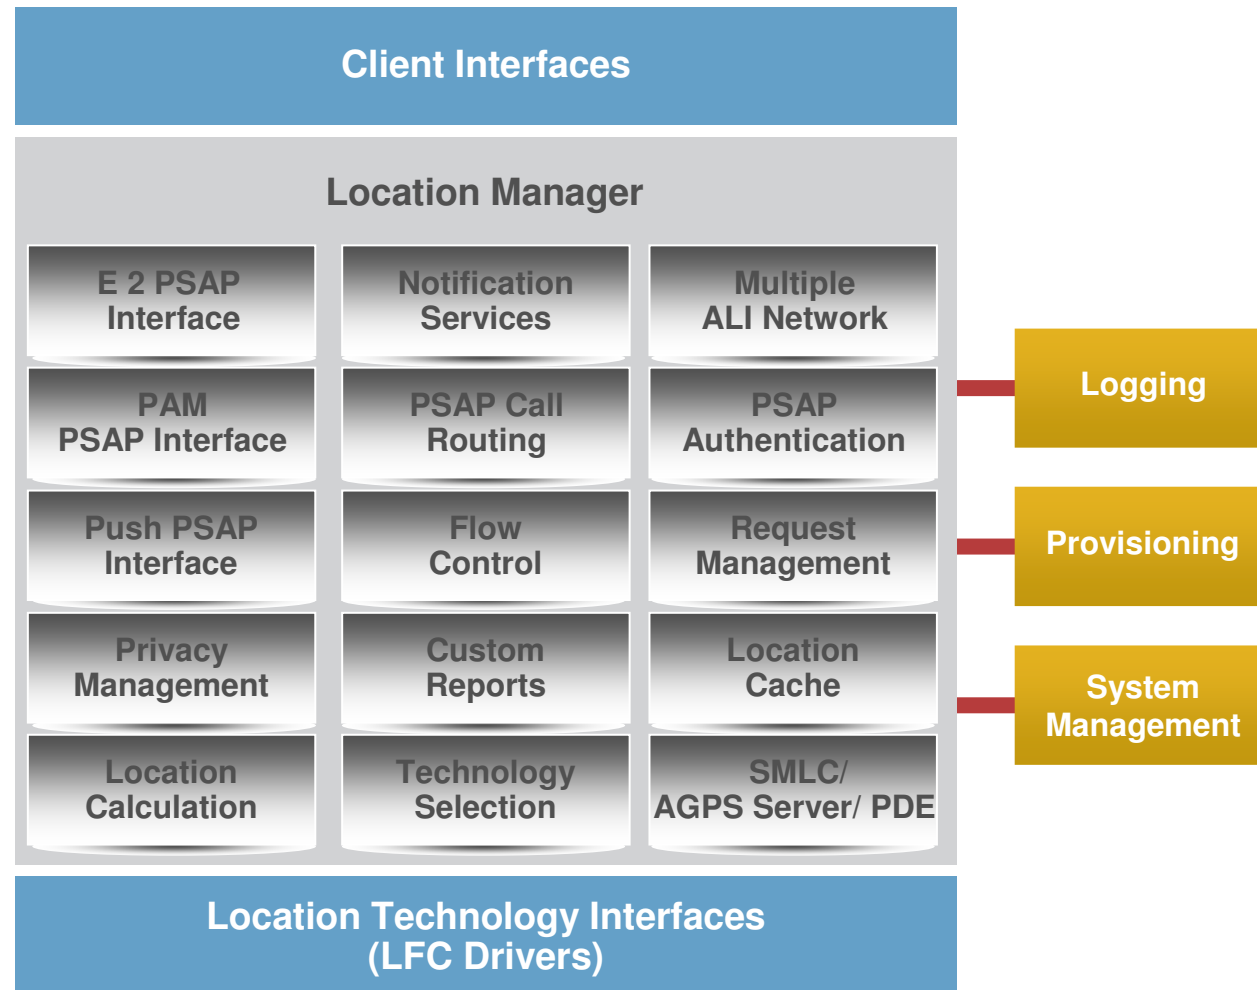 Client Interfaces
Location Manager
E 2 PSAP
Interface
Notification
Services
Multiple
ALI Network
PAM
PSAP Interface
PSAP Call
Routing
PSAP
Authentication
Push PSAP
Interface
Flow
Control
Request
Management
Privacy
Management
Custom
Reports
Location
Cache
Location
Calculation
Technology
Selection
SMLC/
AGPS Server/ PDE
Logging
Provisioning
System
Management
Location Technology Interfaces
(LFC Drivers)